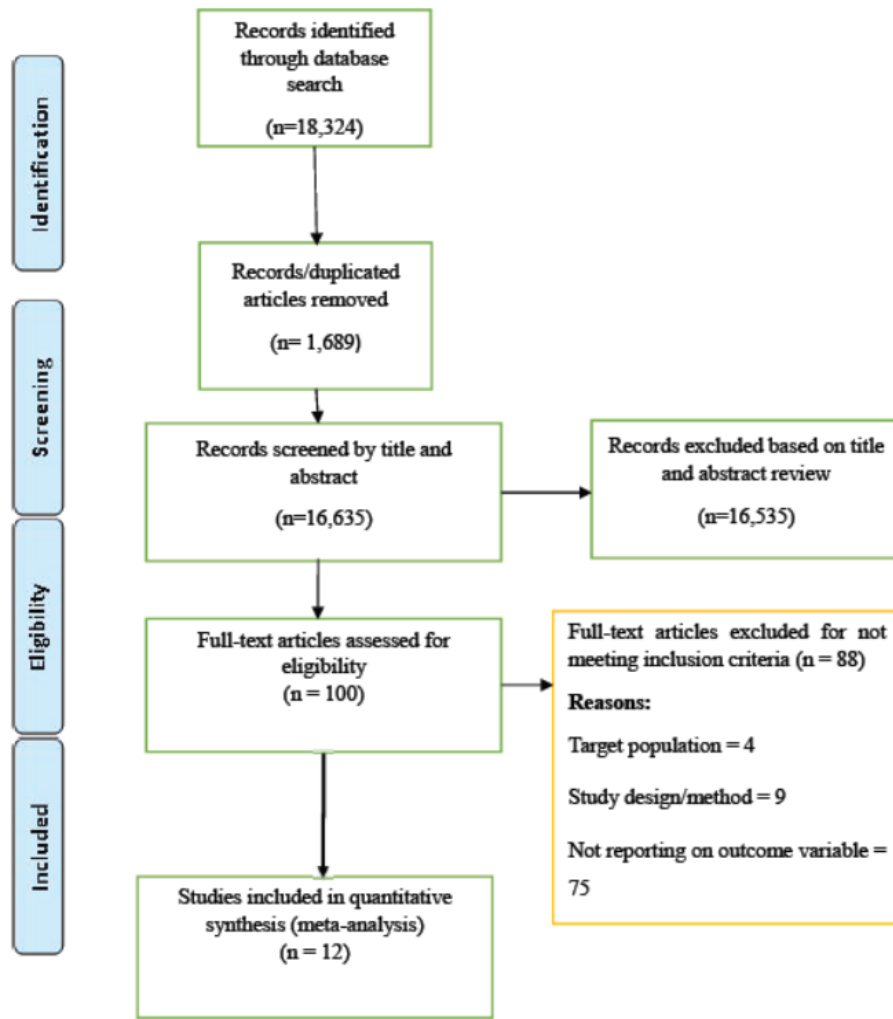 Identification
Records identified
through database
search
(n=18,324)
Records/duplicated
articles removed
(n= 1,689)
Screening
Records screened by title and
abstract
(n=16,635)
Records excluded based on title
and abstract review
(n=16,535)
Eligibility
Full-text articles assessed for
eligibility
(n = 100)
Full-text articles excluded for not
meeting inclusion criteria (n = 88)
Reasons:
Target population = 4
Study design/method = 9
Not reporting on outcome variable =
75
Included
Studies included in quantitative
synthesis (meta-analysis)
(n = 12)